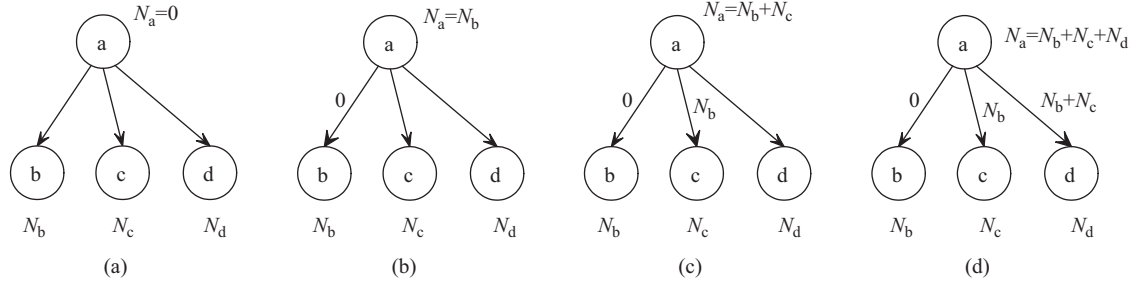 N_a=0
a
b
c
d
N_b
N_c
N_d
(a)
N_a=N_b
a
0
b
c
d
N_b
N_c
N_d
(b)
N_a=N_b+N_c
a
0
N_b
b
c
d
N_b
N_c
N_d
(c)
N_a=N_b+N_c+N_d
a
0
N_b
N_b+N_c
b
c
d
N_b
N_c
N_d
(d)